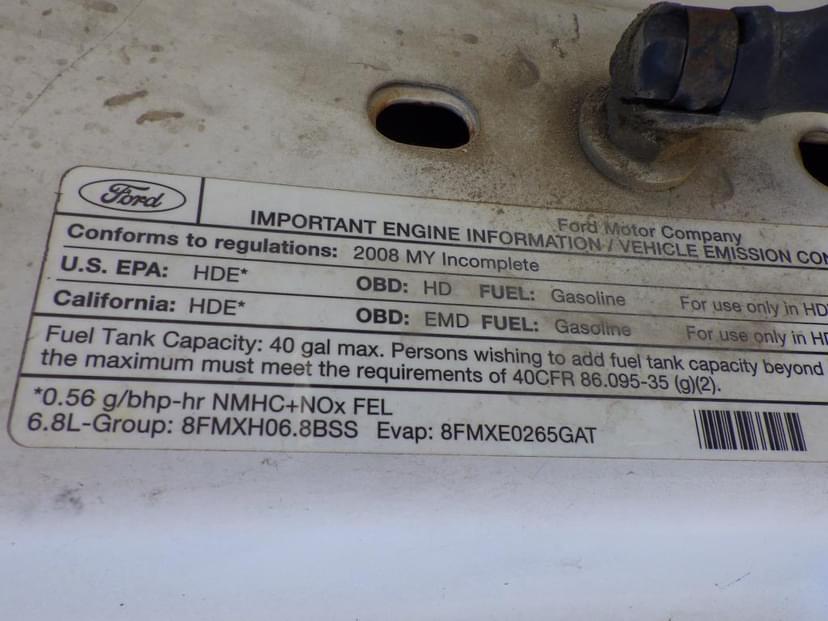 Ford
Ford Motor Company
IMPORTANT ENGINE INFORMATION / VEHICLE EMISSION CON
Conforms to regulations: 2008 MY Incomplete
U.S. EPA: HDE* OBD: HD FUEL: Gasoline For use only in HD
California: HDE* OBD: EMD FUEL: Gasoline For use only in HD
Fuel Tank Capacity: 40 gal max. Persons wishing to add fuel tank capacity beyond
the maximum must meet the requirements of 40CFR 86.095-35 (g)(2).
*0.56 g/bhp-hr NMHC+NOx FEL
6.8L-Group: 8FMXH06.8BSS Evap: 8FMXE0265GAT